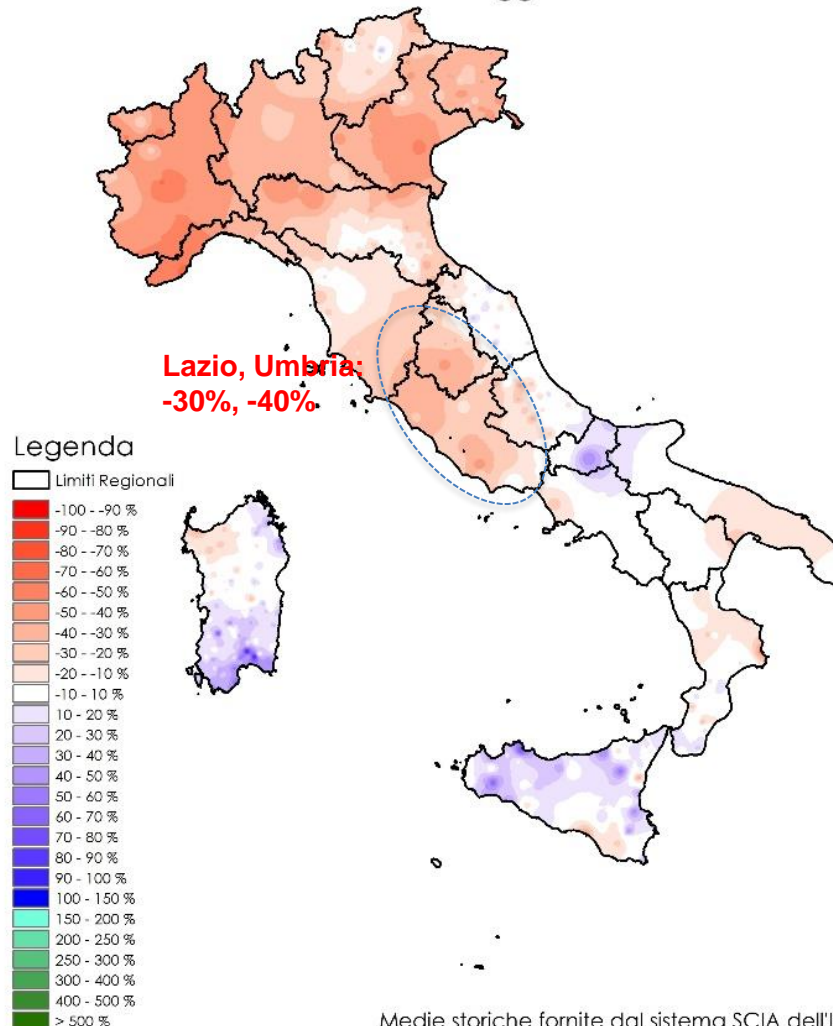 Lazio, Umbria:
-30%, -40%
Legenda
Limiti Regionali
-100 - -90 %
-90 - -80 %
-80 - -70 %
-70 - -60 %
-60 - -50 %
-50 - -40 %
-40 - -30 %
-30 - -20 %
-20 - -10 %
-10 - 10 %
10 - 20 %
20 - 30 %
30 - 40 %
40 - 50 %
50 - 60 %
60 - 70 %
70 - 80 %
80 - 90 %
90 - 100 %
100 - 150 %
150 - 200 %
200 - 250 %
250 - 300 %
300 - 400 %
400 - 500 %
> 500 %
Medie storiche fornite dal sistema SCIA dell'I